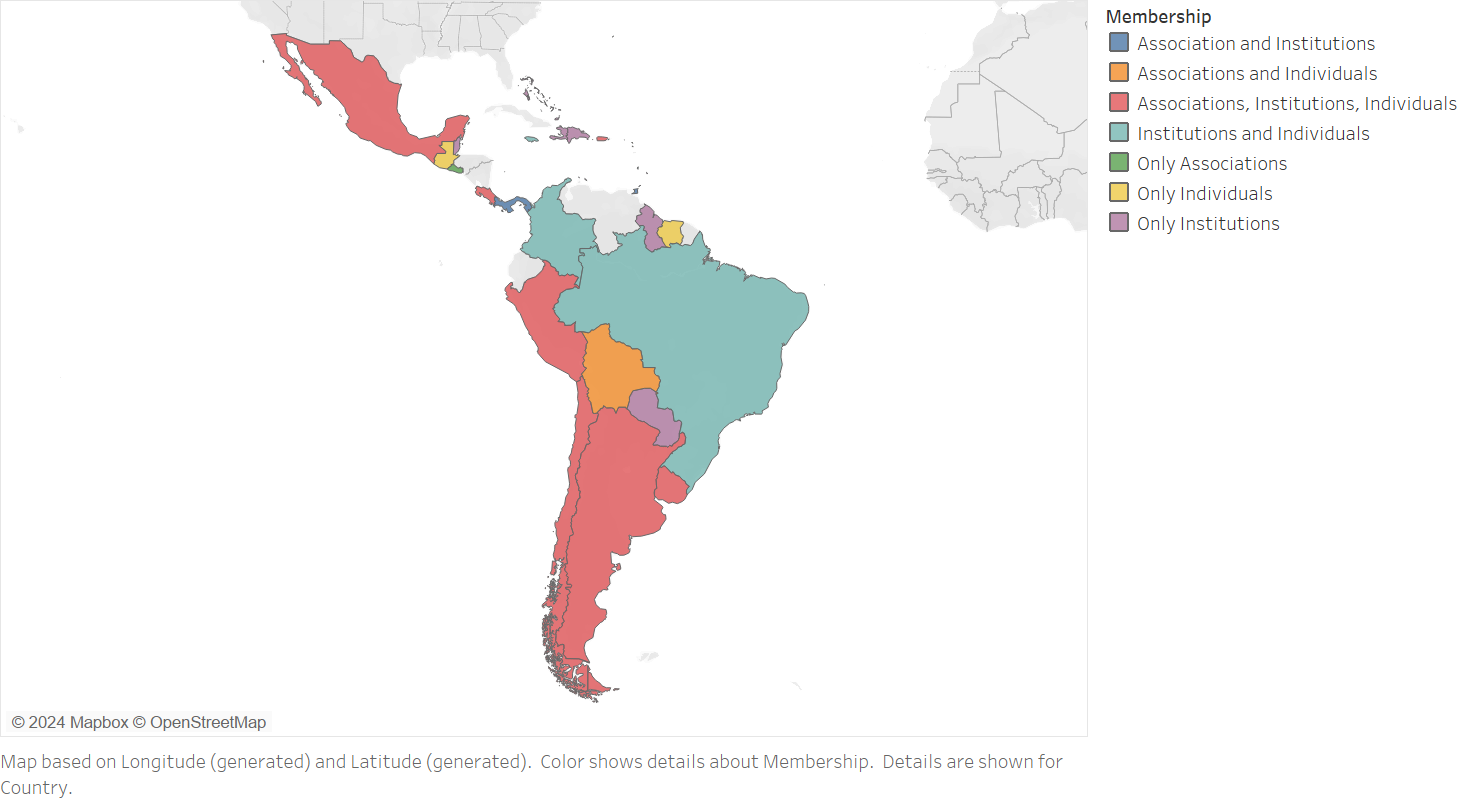 Membership
Association and Institutions
Associations and Individuals
Associations, Institutions, Individuals
Institutions and Individuals
Only Associations
Only Individuals
Only Institutions
© 2024 Mapbox © OpenStreetMap
Map based on Longitude (generated) and Latitude (generated).  Color shows details about Membership.  Details are shown for
Country.